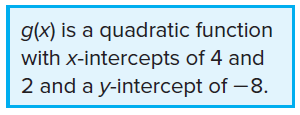 g(x) is a quadratic function
with x-intercepts of 4 and
2 and a y-intercept of −8.